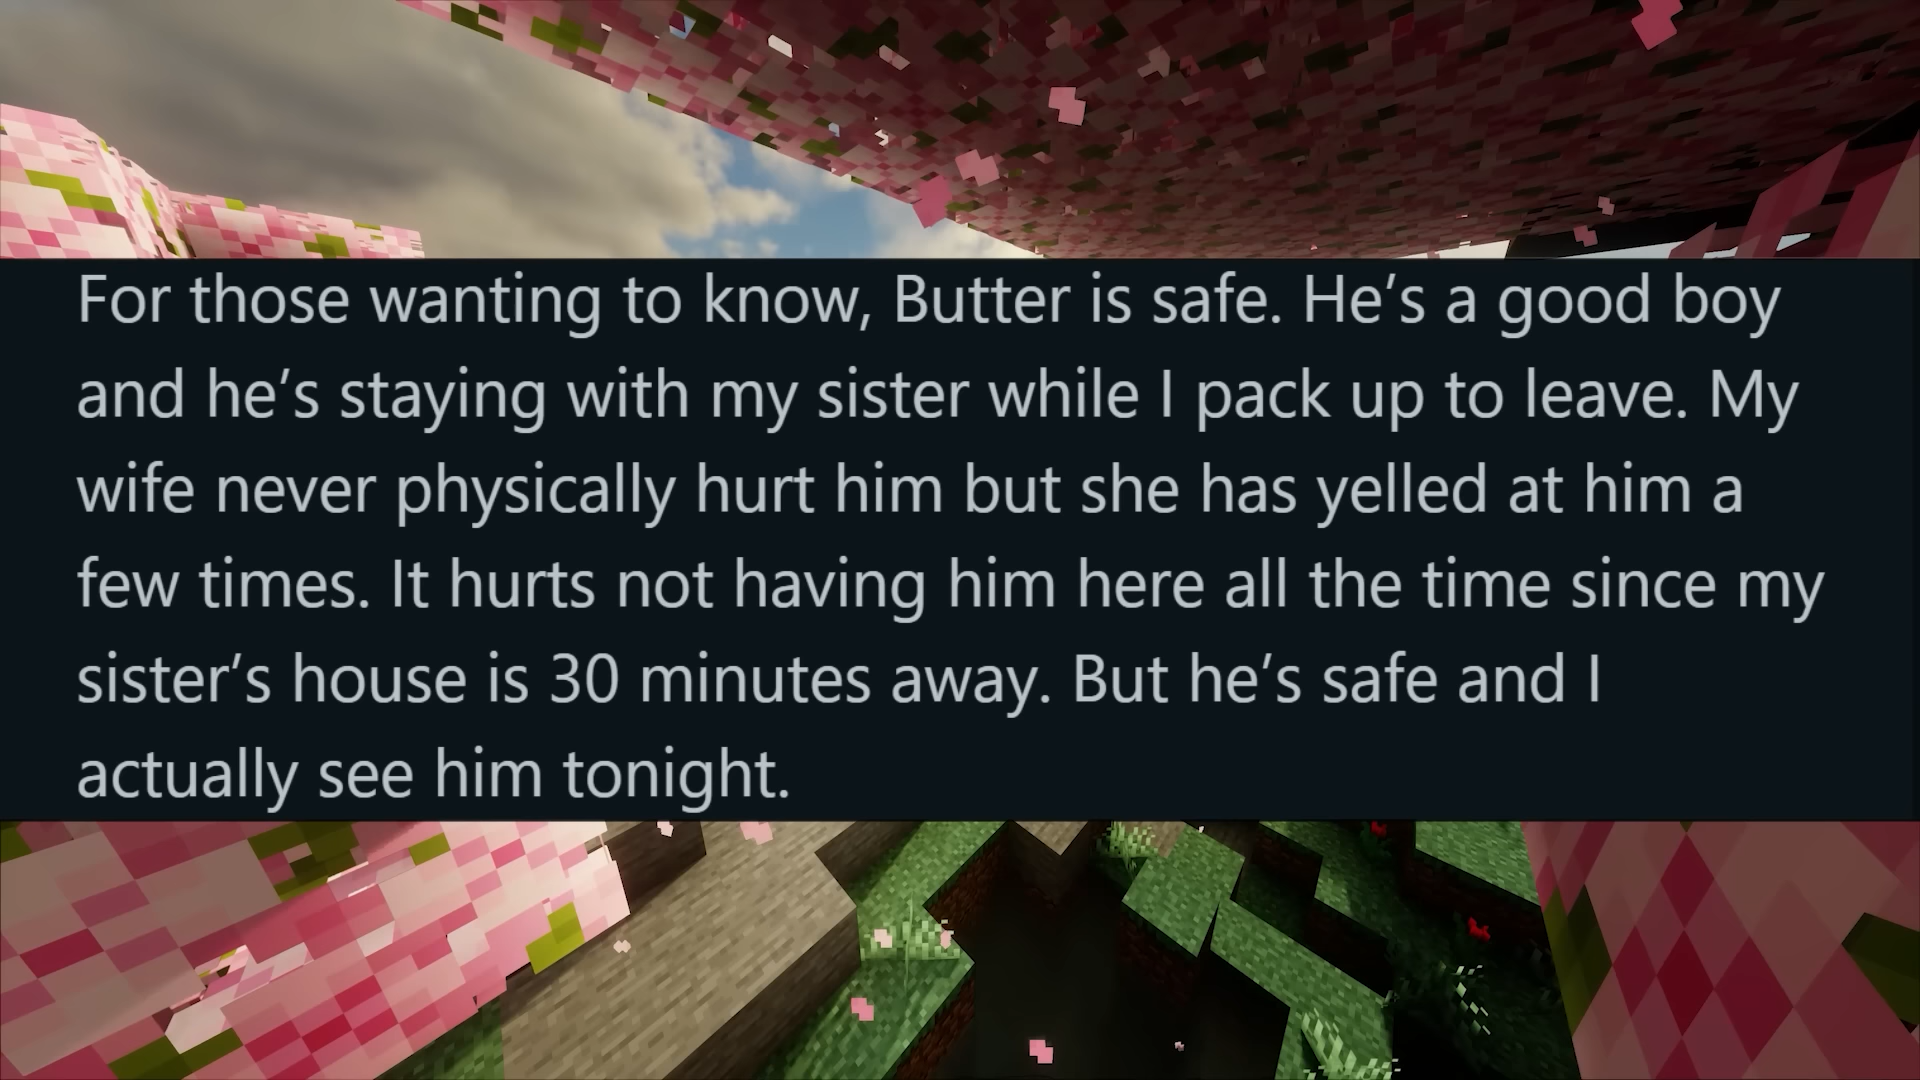 For those wanting to know, Butter is safe. He’s a good boy
and he’s staying with my sister while I pack up to leave. My
wife never physically hurt him but she has yelled at him a
few times. It hurts not having him here all the time since my
sister’s house is 30 minutes away. But he’s safe and I
actually see him tonight.